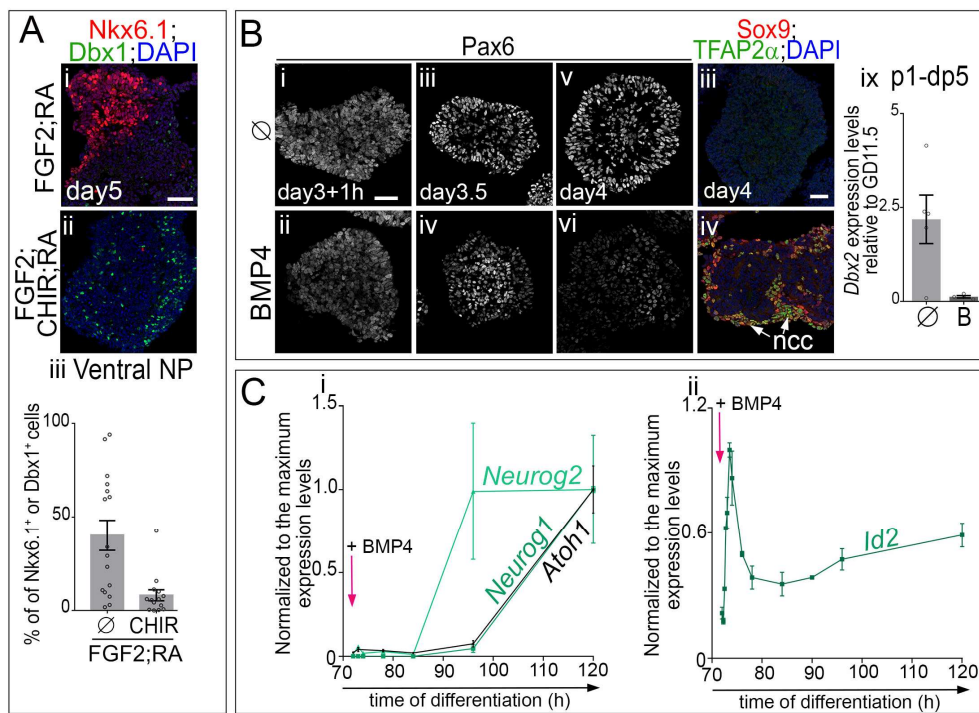 A
Nkx6.1;
Dbx1;DAPI
FGF2;RA
i
day5
FGF2;
CHIR;RA
ii
iii Ventral NP
% of of Nkx6.1+ or Dbx1+ cells
100
50
0
∅ CHIR
FGF2;RA
B
Pax6
Sox9;
TFAP2α;DAPI
∅
i
day3+1h
iii
day3.5
v
day4
iii
day4
BMP4
ii
iv
vi
iv
ncc
ix p1-dp5
Dbx2 expression levels
relative to GD11.5
5
2.5
0
∅ B
C
i
Normalized to the maximum
expression levels
1.5
1.0
0.6
0
+ BMP4
Neurog2
Neurog1
Atoh1
70 80 90 100 110 120
time of differentiation (h)
ii
Normalized to the maximum
expression levels
1.2
0.6
0
+ BMP4
Id2
70 80 90 100 110 120
time of differentiation (h)